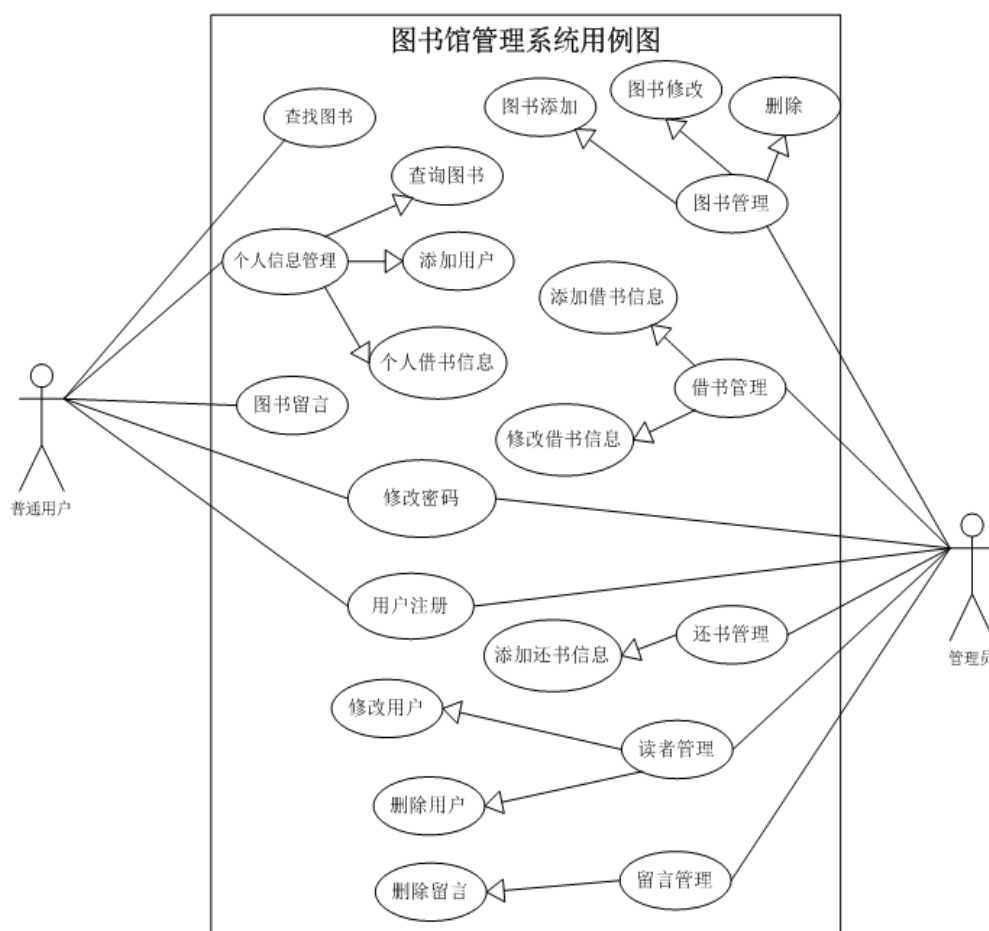 图书馆管理系统用例图
图书修改
图书添加
删除
查找图书
查询图书
图书管理
个人信息管理
添加用户
添加借书信息
个人借书信息
借书管理
图书留言
修改借书信息
修改密码
普通用户
用户注册
还书管理
添加还书信息
管理员
修改用户
读者管理
删除用户
留言管理
删除留言